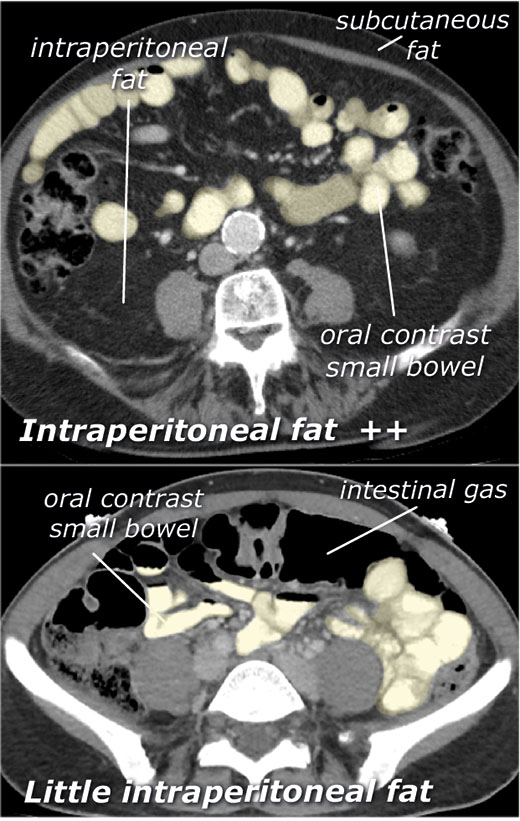 subcutaneous
fat
intraperitoneal
fat
oral contrast
small bowel
Intraperitoneal fat ++
intestinal gas
oral contrast
small bowel
Little intraperitoneal fat